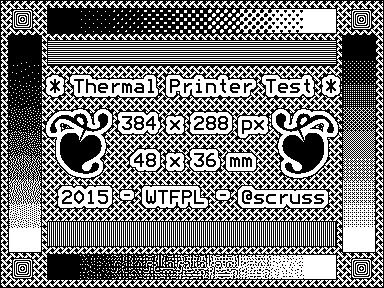 * Thermal Printer Test *
384 x 288 px
48 x 36 mm
2015 - WTFPL - @scruss